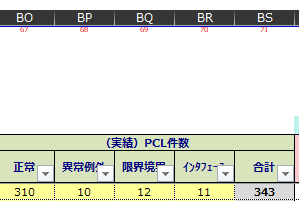 BO BP BQ BR BS
67 68 69 70 71
（実績）PCL件数
正常 異常例外 限界境界 ｲﾝﾀﾌｪｰｽ 合計
310 10 12 11 343